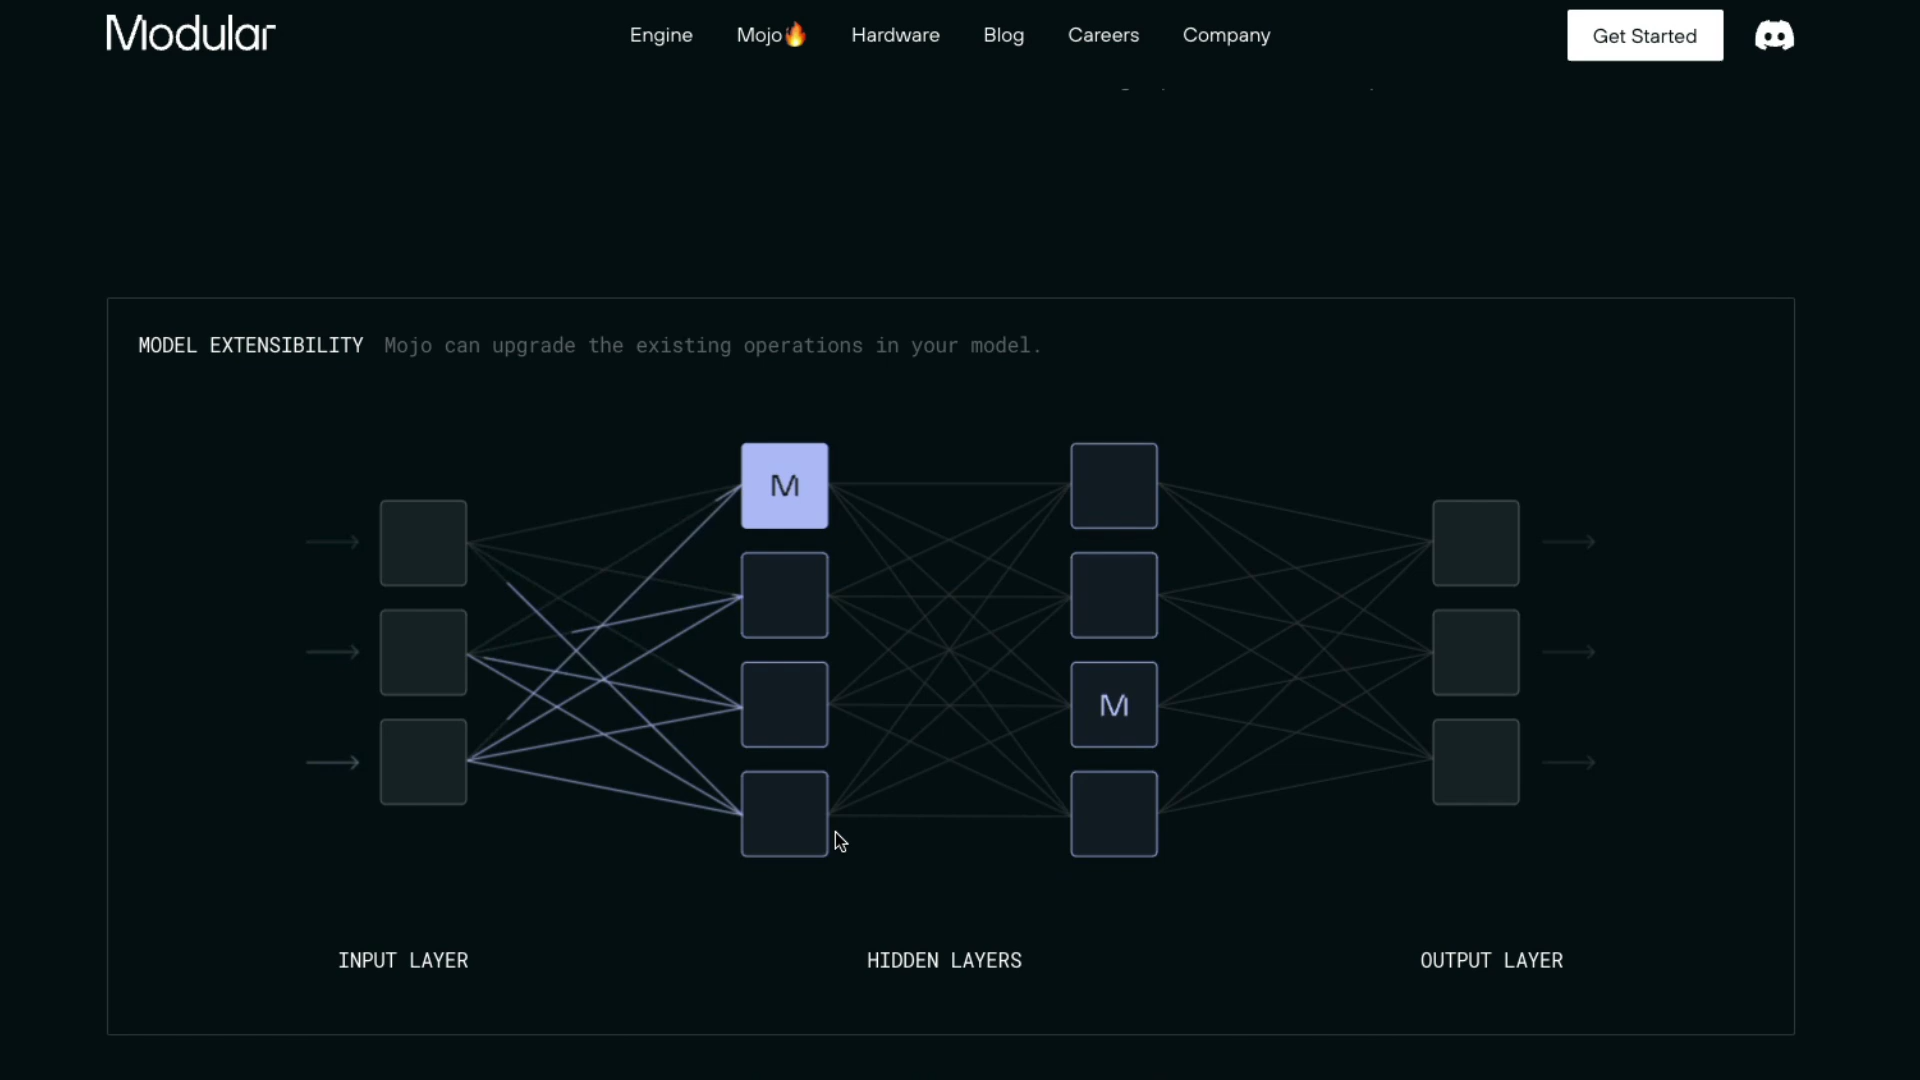 Modular
Engine
Mojo🔥
Hardware
Blog
Careers
Company
Get Started
MODEL EXTENSIBILITY Mojo can upgrade the existing operations in your model.
M
M
INPUT LAYER
HIDDEN LAYERS
OUTPUT LAYER